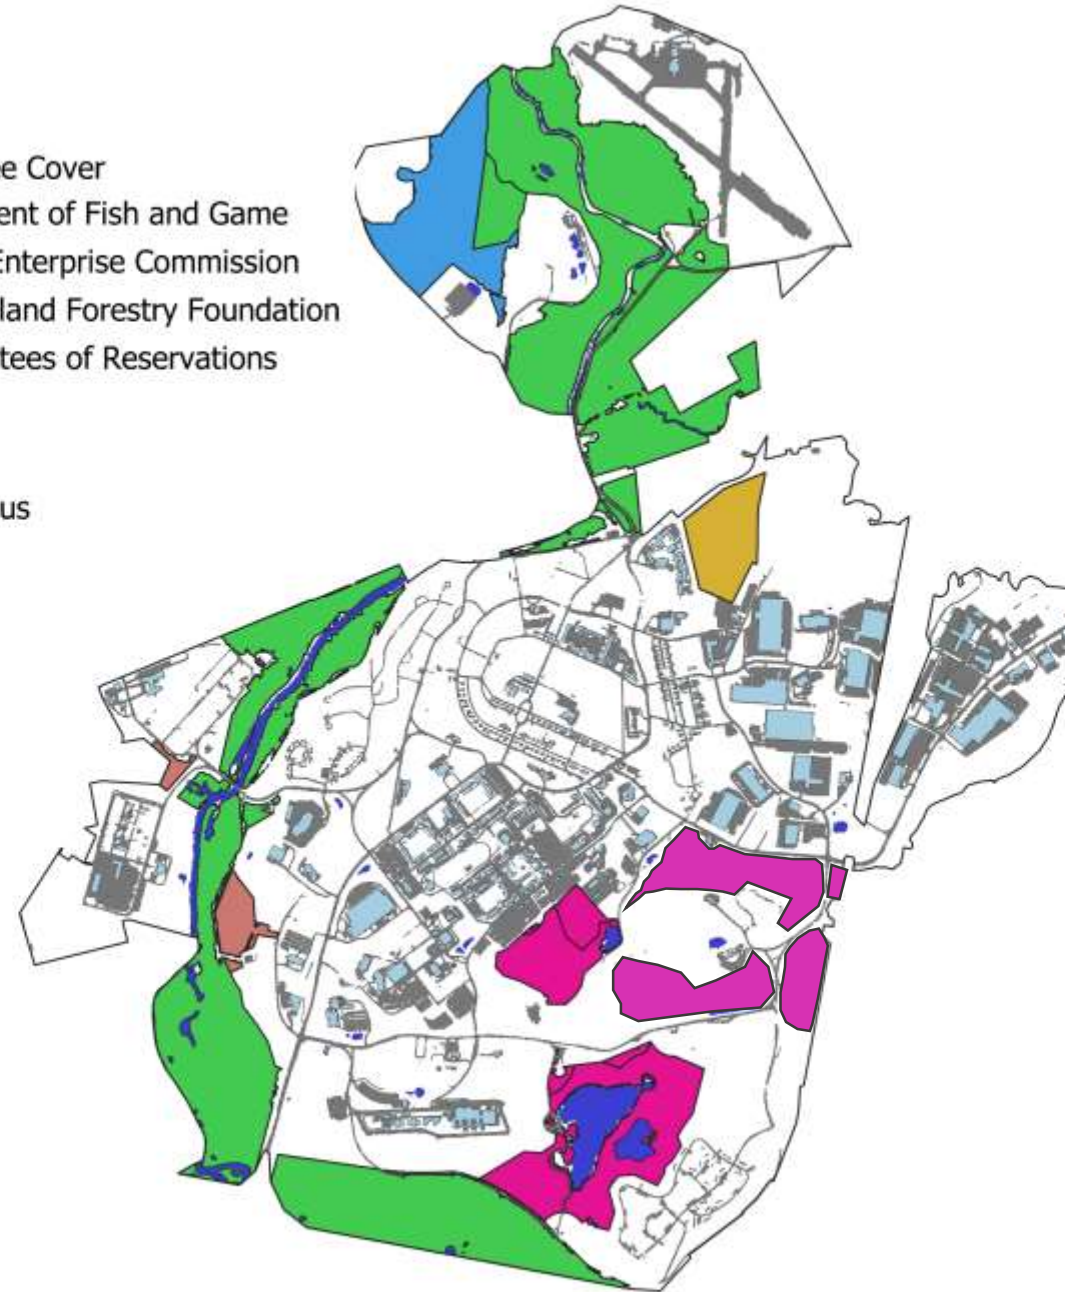 e Cover
ent of Fish and Game
Enterprise Commission
land Forestry Foundation
tees of Reservations
us